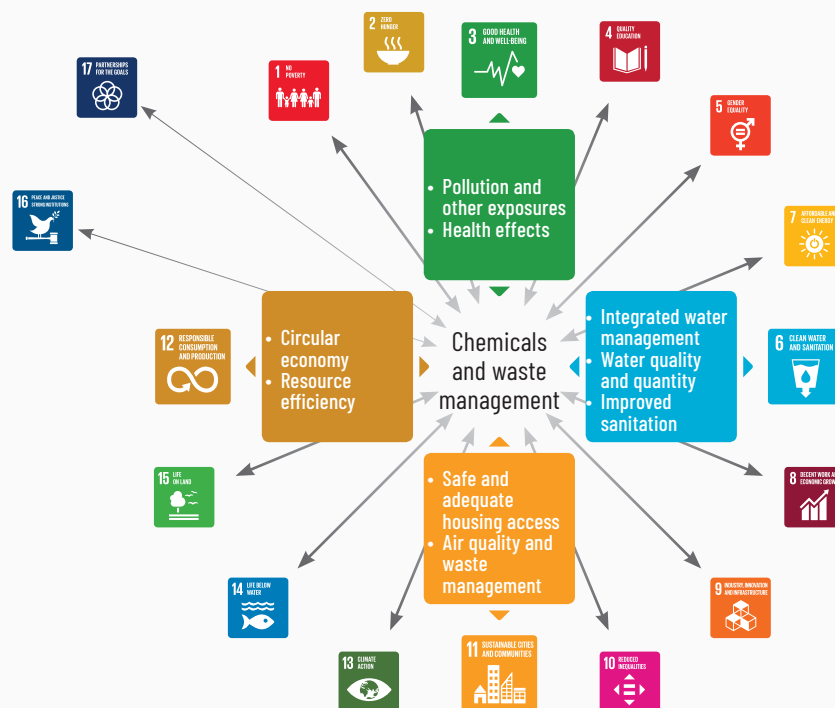 2 ZERO
HUNGER
3 GOOD HEALTH
AND WELL-BEING
4 QUALITY
EDUCATION
17 PARTNERSHIPS
FOR THE GOALS
1 NO
POVERTY
5 GENDER
EQUALITY
16 PEACE AND JUSTICE
STRONG INSTITUTIONS
7 AFFORDABLE AN
CLEAN ENERGY
• Pollution and
other exposures
• Health effects
12 RESPONSIBLE
CONSUMPTION
AND PRODUCTION
• Circular
economy
• Resource
efficiency
Chemicals
and waste
management
• Integrated water
management
• Water quality
and quantity
• Improved
sanitation
6 CLEAN WATER
AND SANITATION
15 LIFE
ON LAND
• Safe and
adequate
housing access
• Air quality and
waste
management
8 DECENT WORK A
ECONOMIC GROW
14 LIFE BELOW
WATER
9 INDUSTRY, INNOVATION
AND INFRASTRUCTURE
13 CLIMATE
ACTION
11 SUSTAINABLE CITIES
AND COMMUNITIES
10 REDUCED
INEQUALITIES